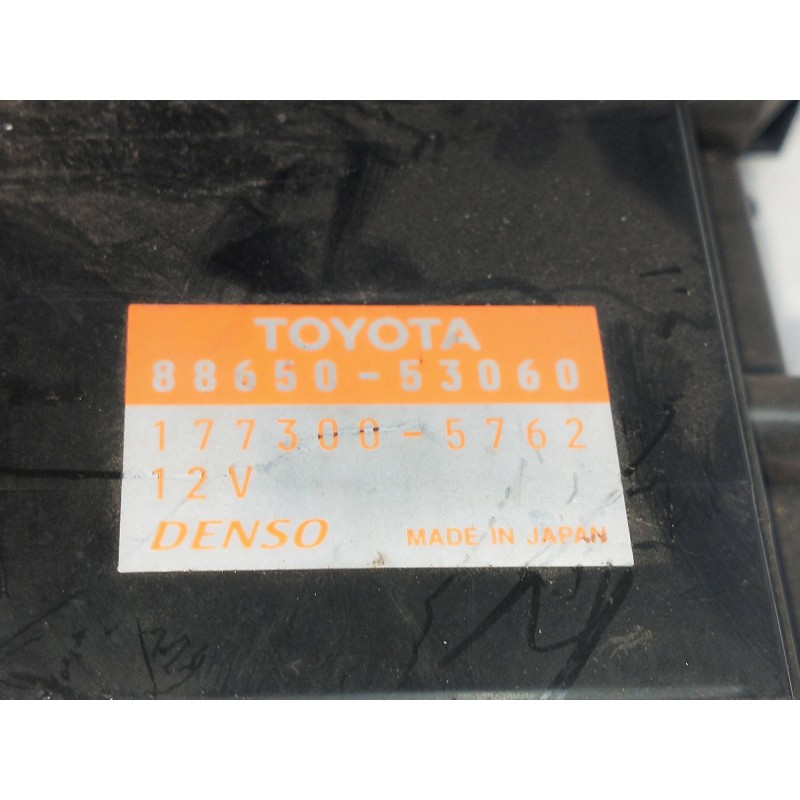 TOYOTA
88650-53060
177300-5762
12V
DENSO MADE IN JAPAN